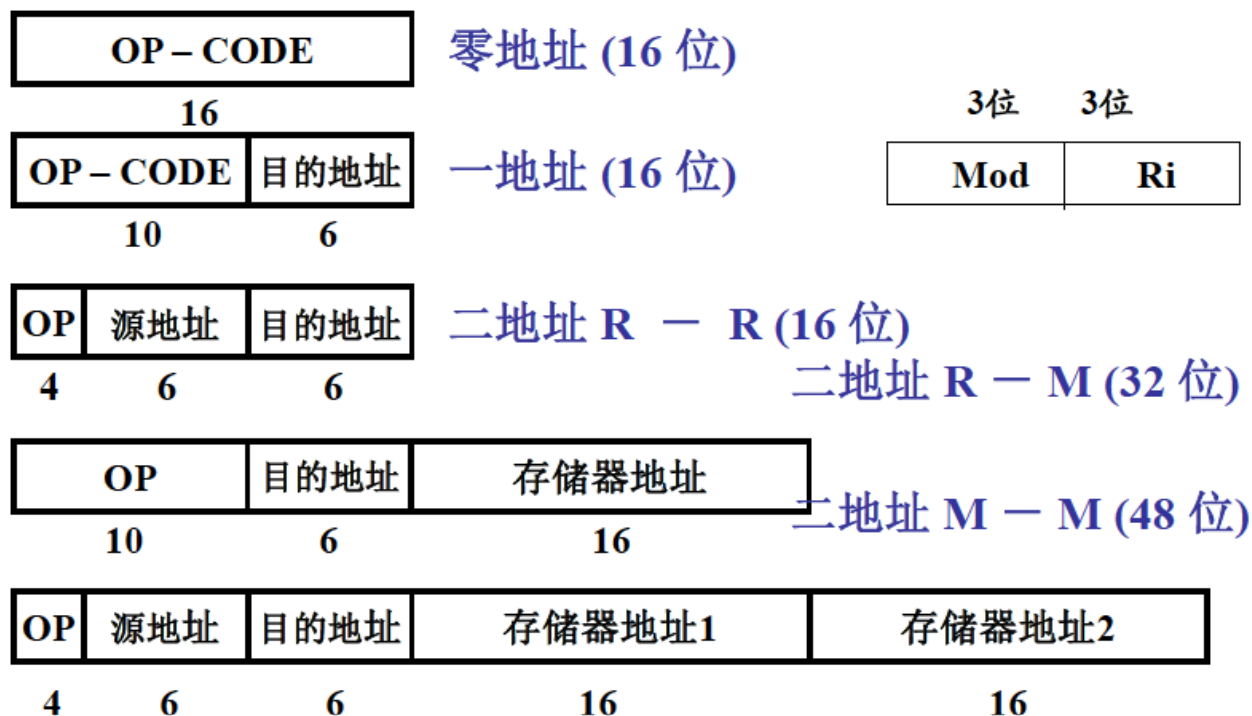 OP – CODE 零地址 (16 位)
16
3位 3位
OP – CODE 目的地址 一地址 (16 位)
Mod Ri
10 6
OP 源地址 目的地址 二地址 R － R (16 位)
4 6 6
二地址 R － M (32 位)
OP 目的地址 存储器地址
二地址 M － M (48 位)
10 6 16
OP 源地址 目的地址 存储器地址1 存储器地址2
4 6 6 16 16